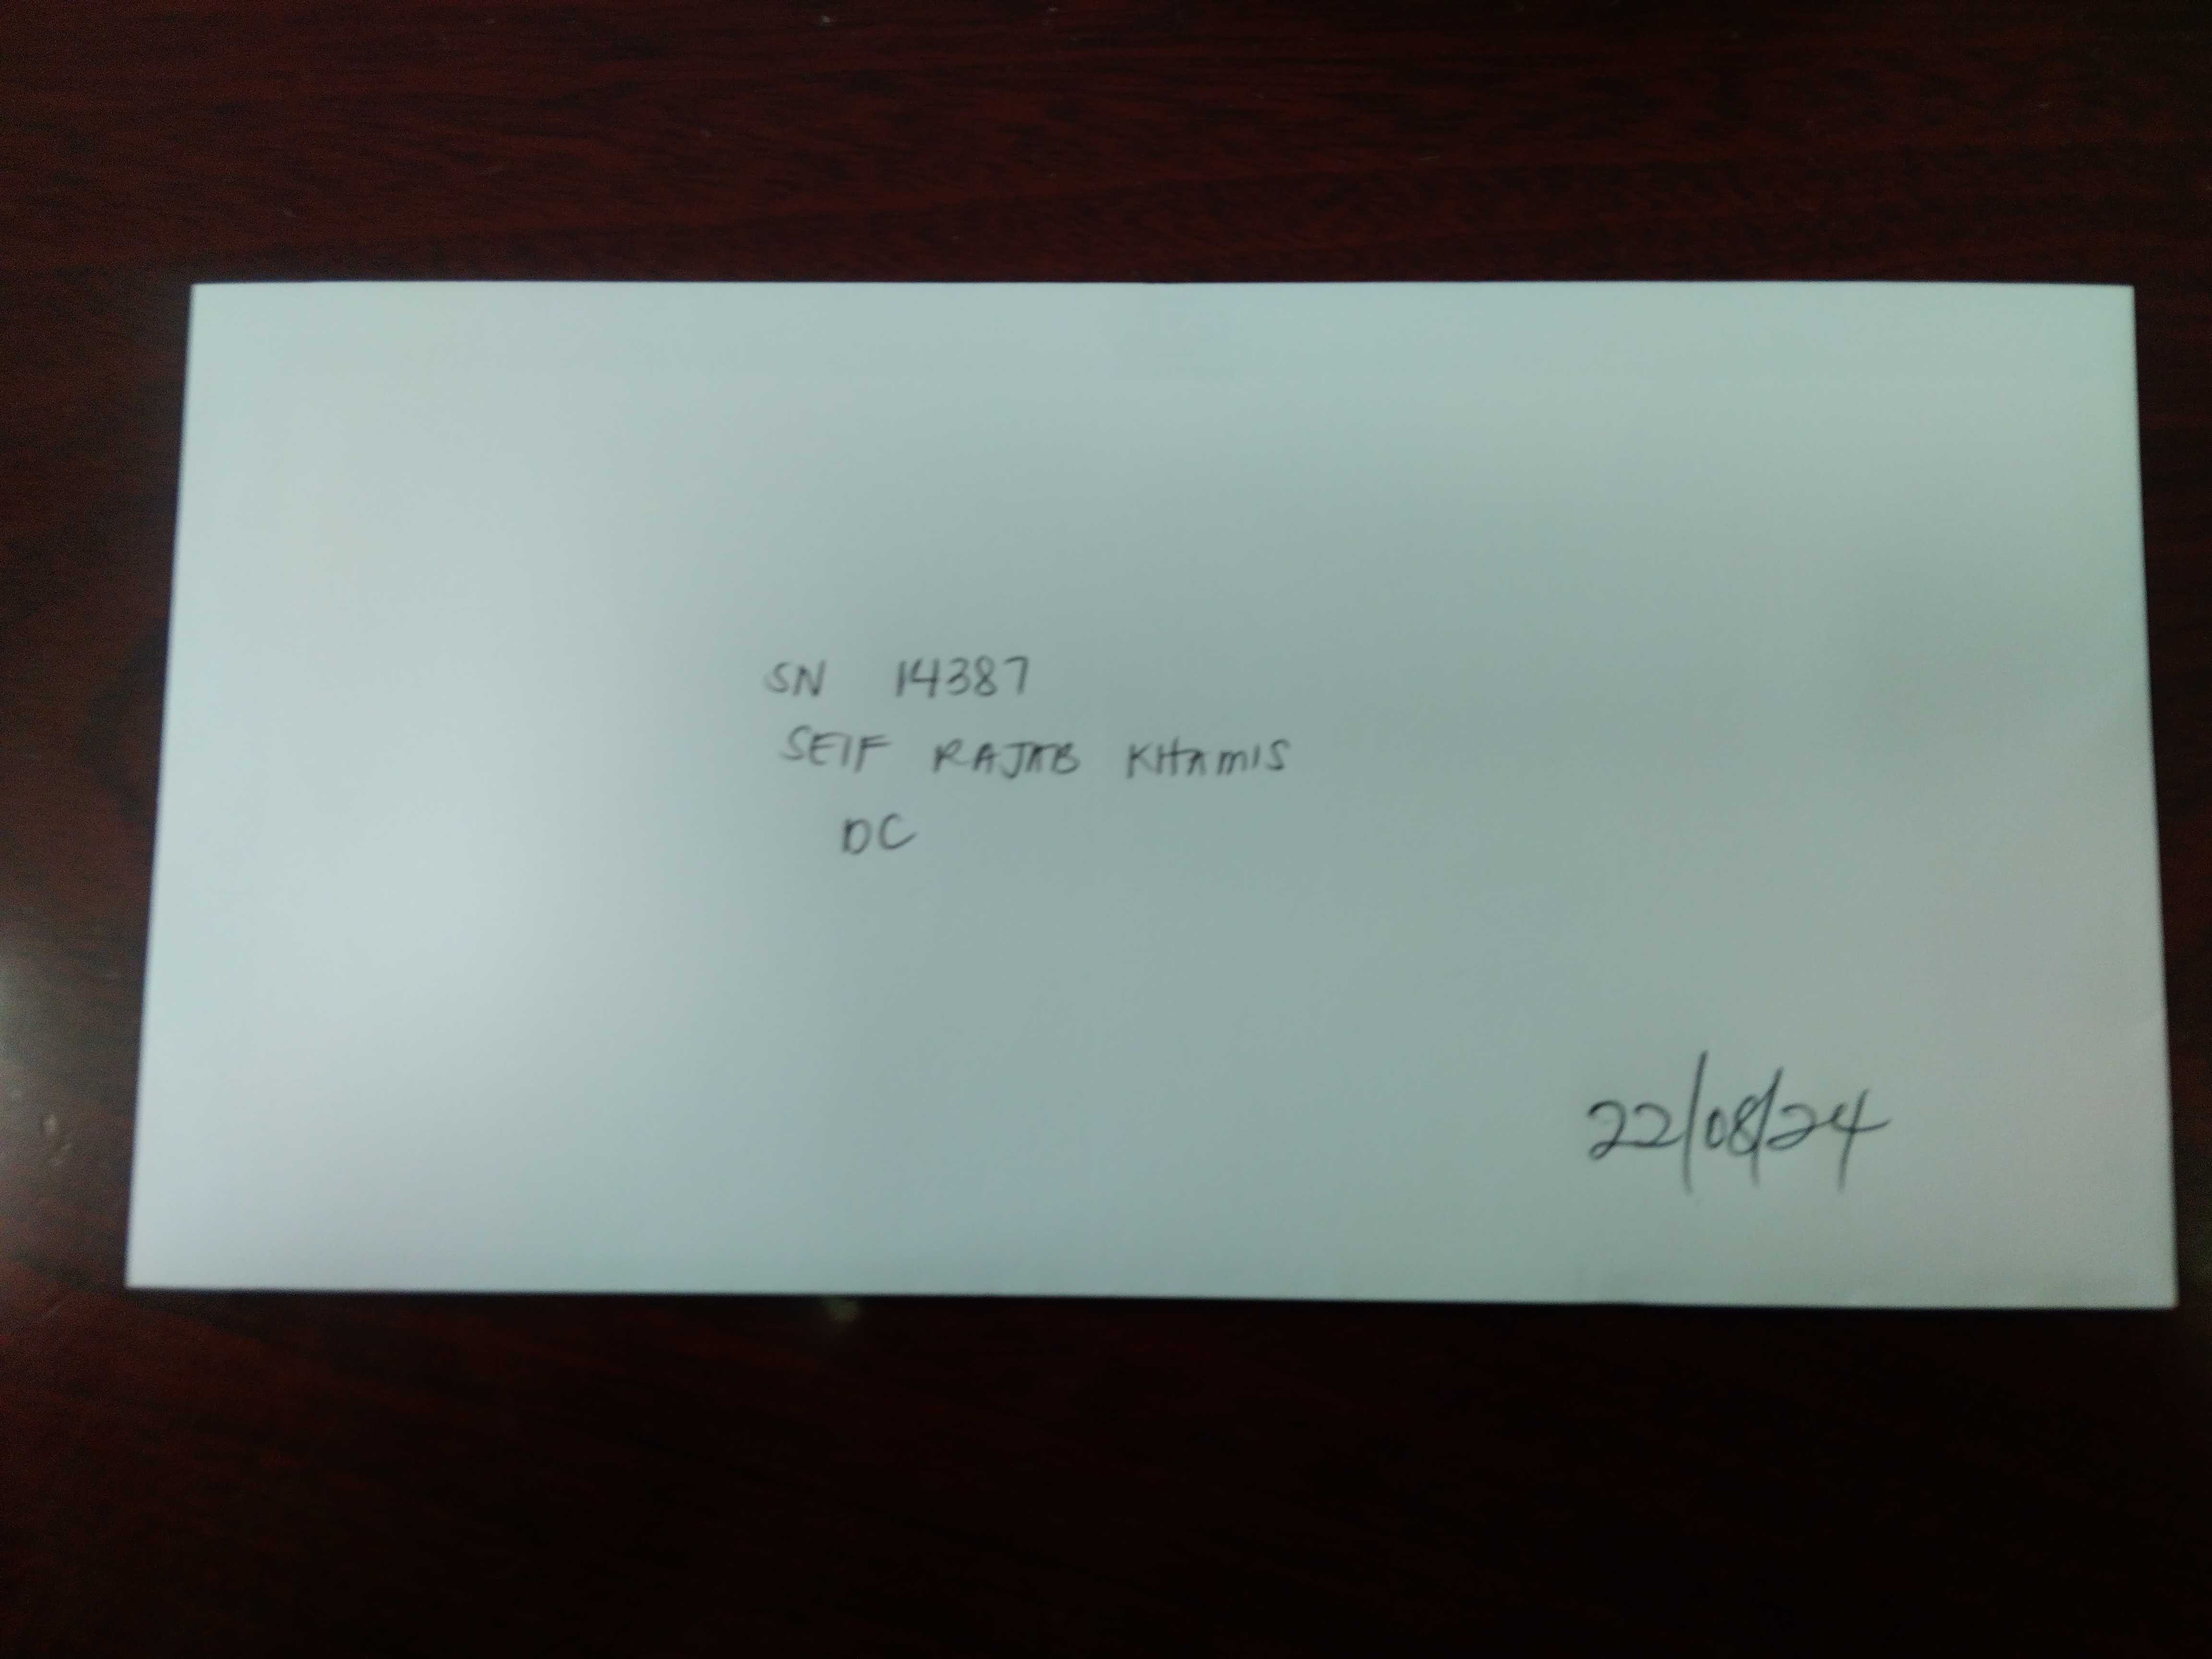 SN 14387
SEIF RAJAB KHAMIS
DC
22/08/24